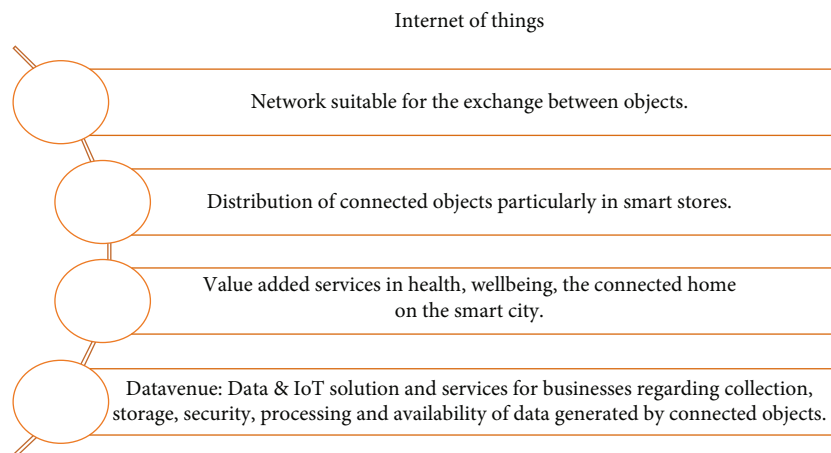 Internet of things
Network suitable for the exchange between objects.
Distribution of connected objects particularly in smart stores.
Value added services in health, wellbeing, the connected home
on the smart city.
Datavenue: Data & IoT solution and services for businesses regarding collection,
storage, security, processing and availability of data generated by connected objects.